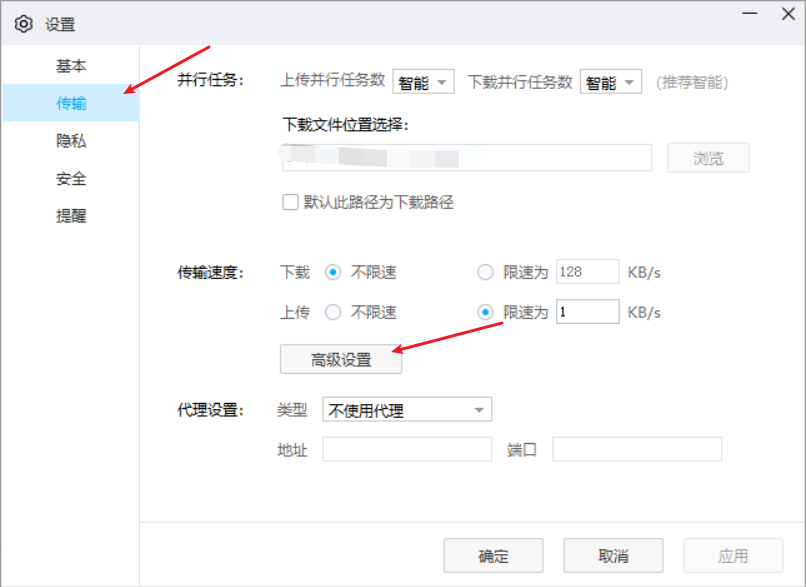 设置
基本
传输
隐私
安全
提醒
并行任务： 上传并行任务数 智能 下载并行任务数 智能 (推荐智能)
下载文件位置选择：
浏览
默认此路径为下载路径
传输速度： 下载 不限速 限速为 128 KB/s
上传 不限速 限速为 1 KB/s
高级设置
代理设置： 类型 不使用代理
地址 端口
确定 取消 应用